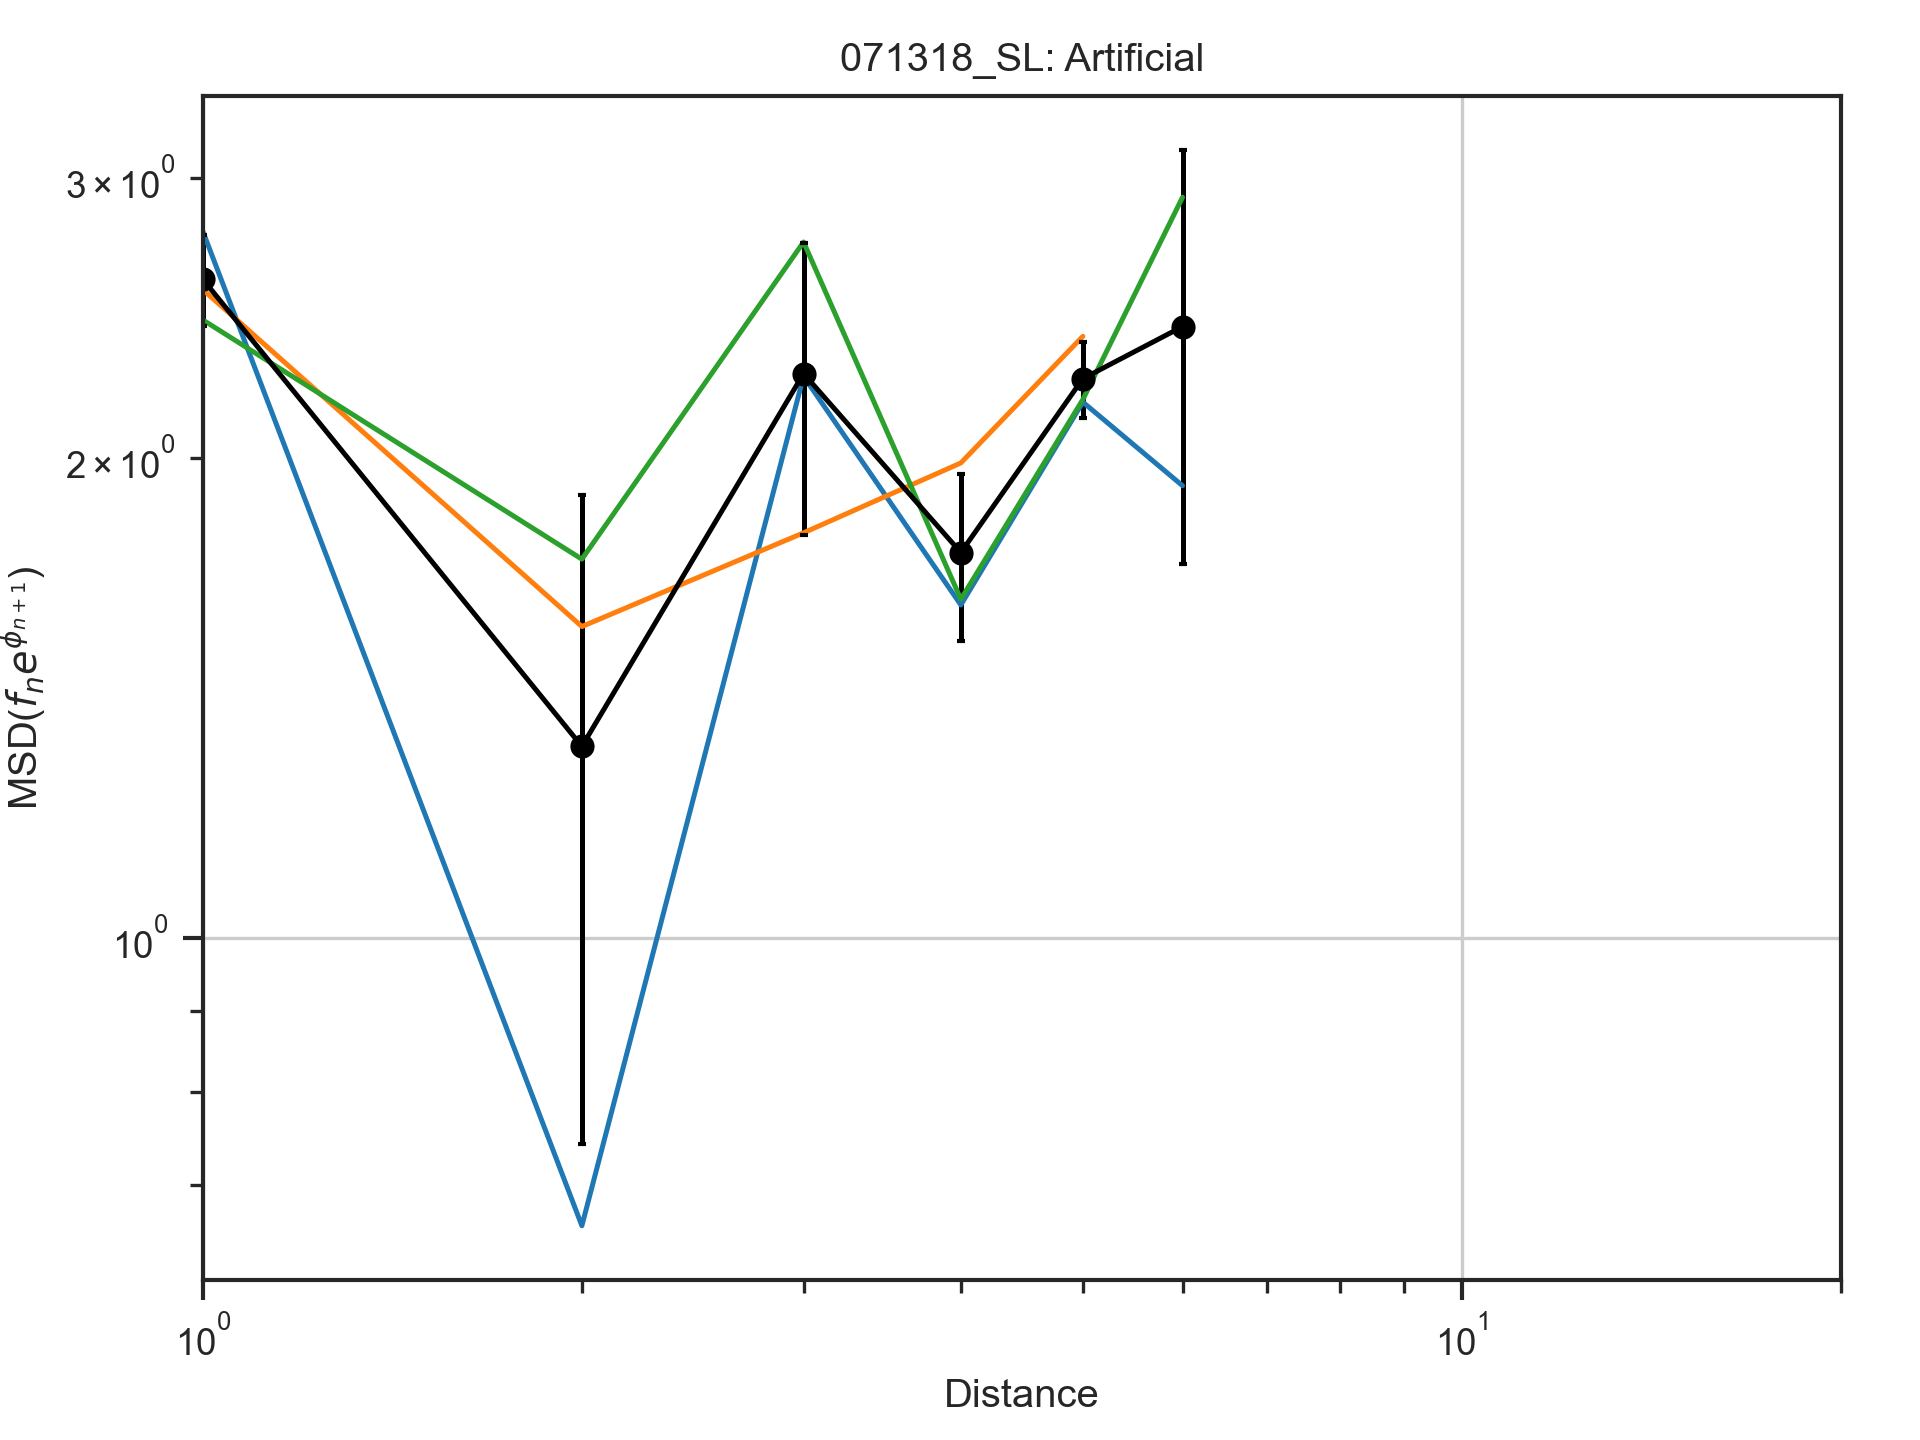 071318_SL: Artificial
3 × 10⁰
2 × 10⁰
10⁰
MSD(fₙe^ϕₙ₊₁)
10⁰
10¹
Distance